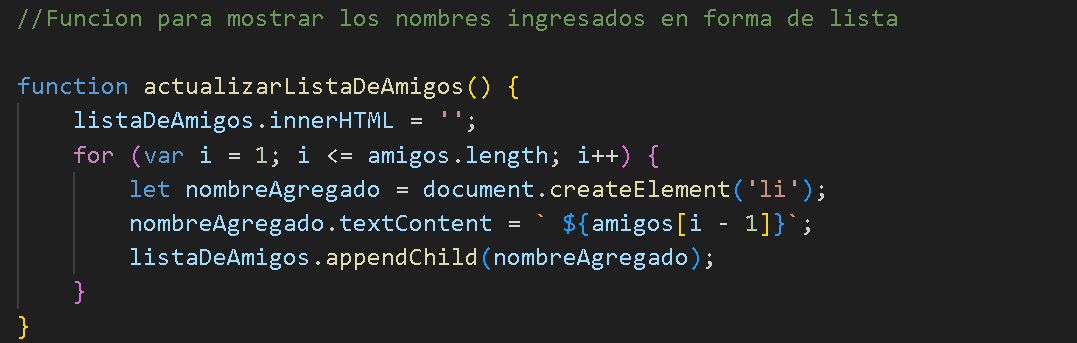 //Funcion para mostrar los nombres ingresados en forma de lista
function actualizarListaDeAmigos() {
listaDeAmigos.innerHTML = '';
for (var i = 1; i <= amigos.length; i++) {
let nombreAgregado = document.createElement('li');
nombreAgregado.textContent = ` ${amigos[i - 1]}`;
listaDeAmigos.appendChild(nombreAgregado);
}
}